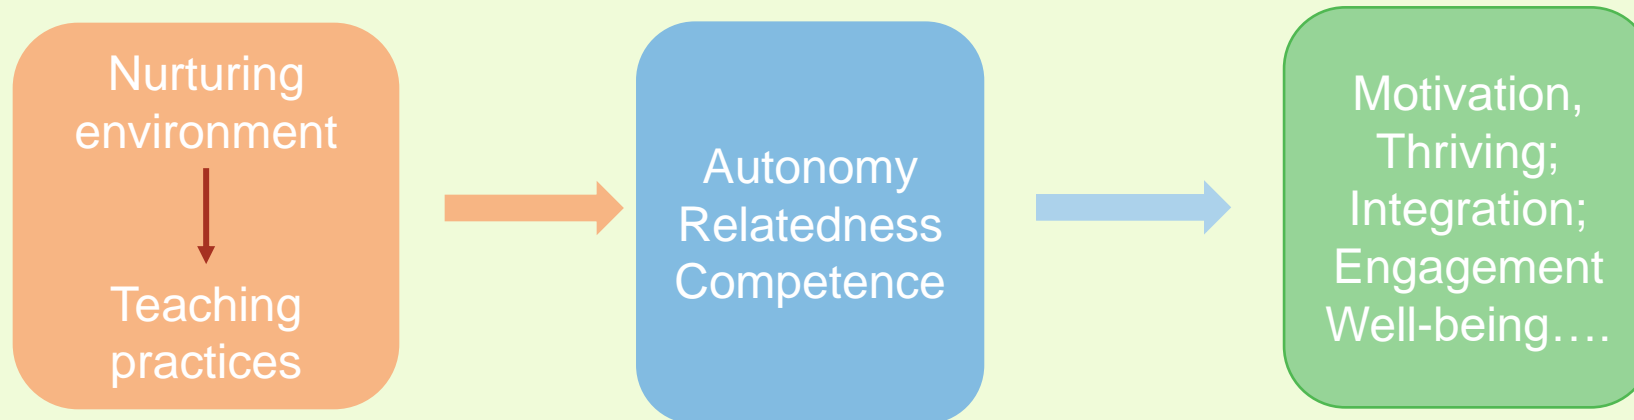 Nurturing
environment
Teaching
practices
Autonomy
Relatedness
Competence
Motivation,
Thriving;
Integration;
Engagement
Well-being….